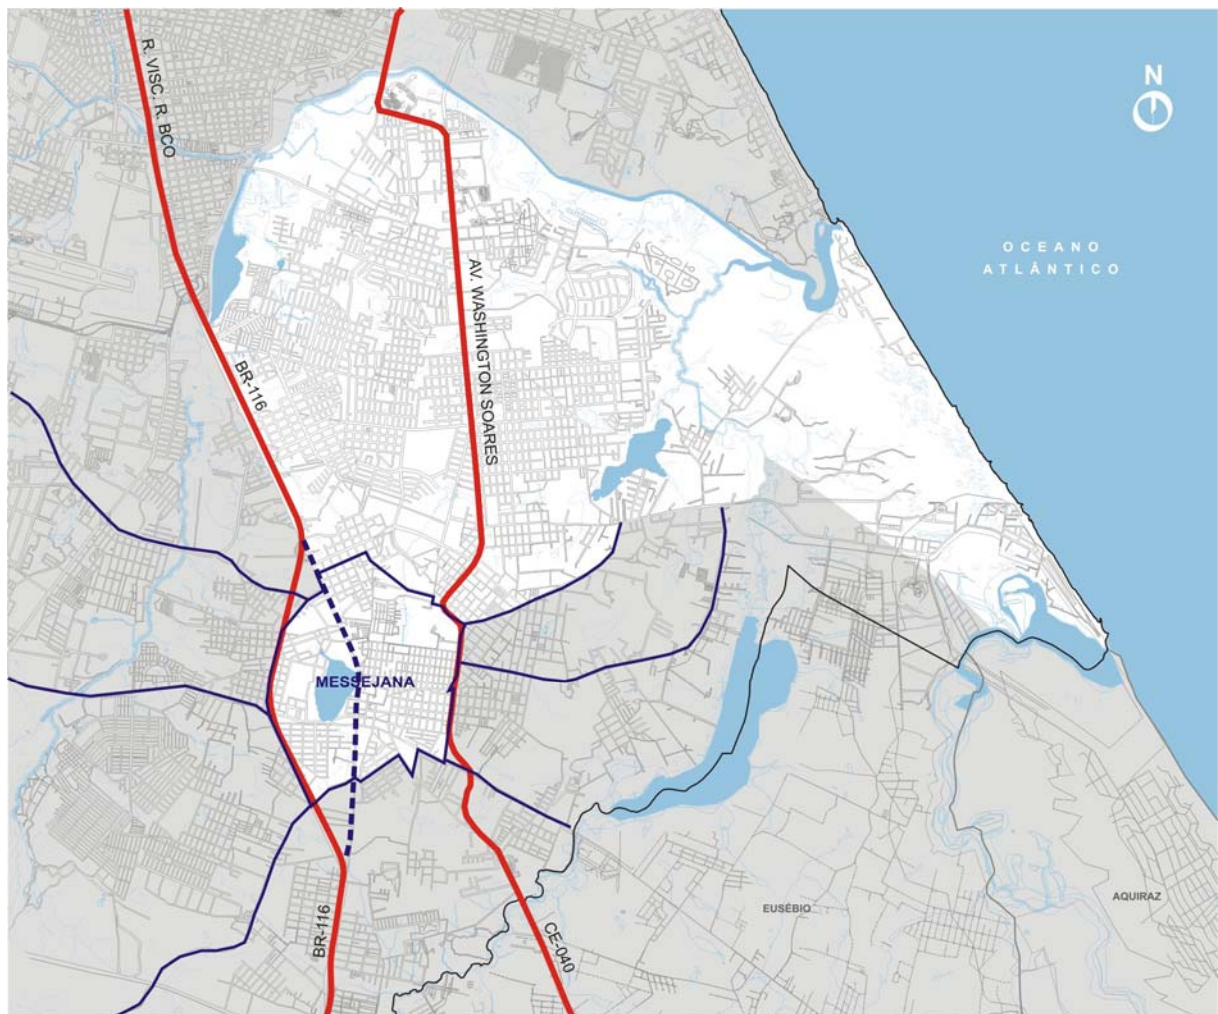 R. VISC. R. BCO
N
OCEANO
ATLÂNTICO
AV. WASHINGTON SOARES
BR-116
MESSEJANA
BR-116
CE-040
EUSÉBIO
AQUIRAZ